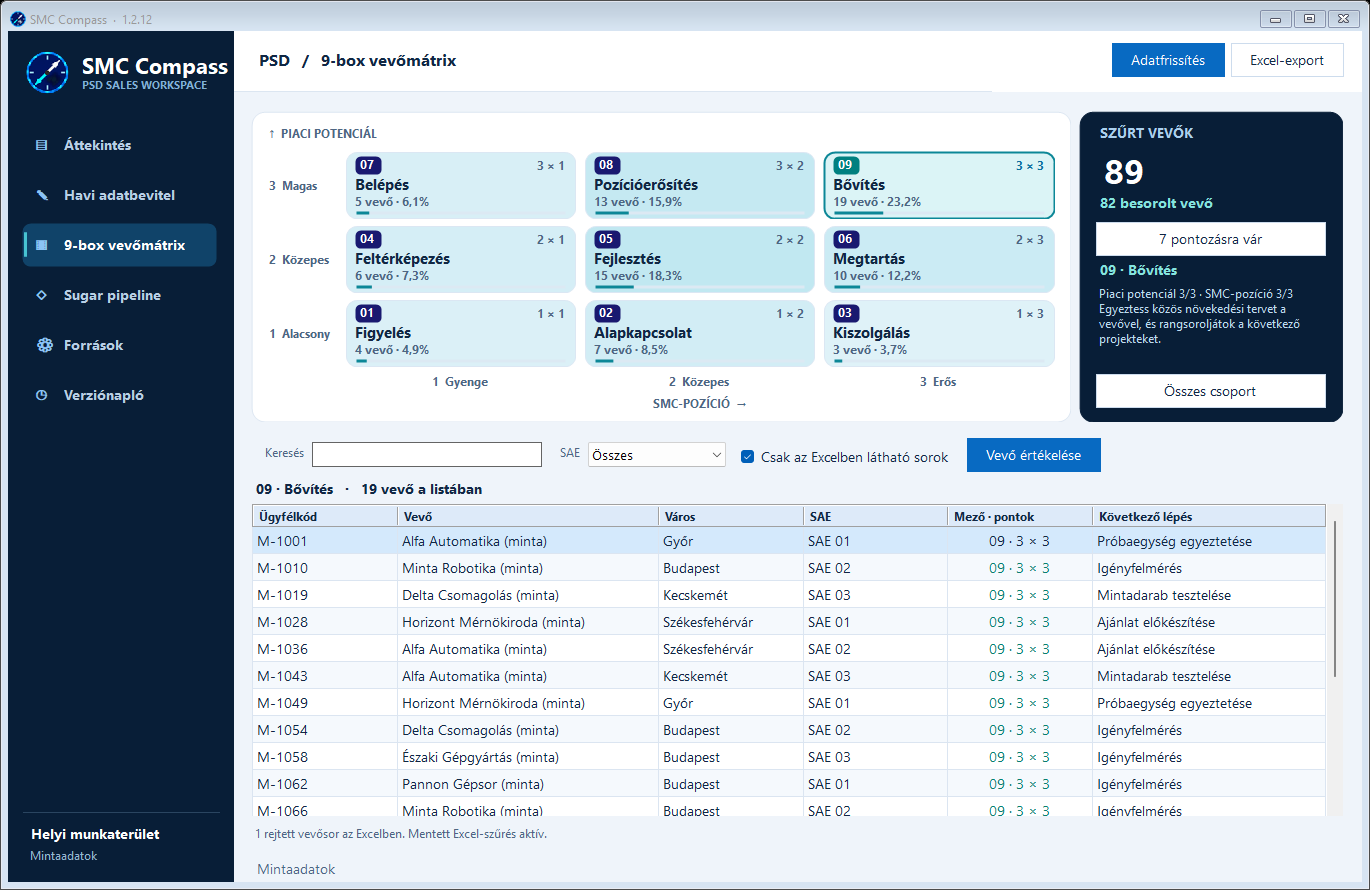 SMC Compass · 1.2.12
SMC Compass
PSD SALES WORKSPACE
Áttekintés
Havi adatbevitel
9-box vevőmátrix
Sugar pipeline
Források
Verziónapló
Helyi munkaterület
Mintaadatok
PSD / 9-box vevőmátrix
Adatfrissítés
Excel-export
↑ PIACI POTENCIÁL
3 Magas
07 3 × 1
Belépés
5 vevő · 6,1%
08 3 × 2
Pozícióerősítés
13 vevő · 15,9%
09 3 × 3
Bővítés
19 vevő · 23,2%
2 Közepes
04 2 × 1
Feltérképezés
6 vevő · 7,3%
05 2 × 2
Fejlesztés
15 vevő · 18,3%
06 2 × 3
Megtartás
10 vevő · 12,2%
1 Alacsony
01 1 × 1
Figyelés
4 vevő · 4,9%
02 1 × 2
Alapkapcsolat
7 vevő · 8,5%
03 1 × 3
Kiszolgálás
3 vevő · 3,7%
1 Gyenge 2 Közepes 3 Erős
SMC-POZÍCIÓ →
SZŰRT VEVŐK
89
82 besorolt vevő
7 pontozásra vár
09 · Bővítés
Piaci potenciál 3/3 · SMC-pozíció 3/3
Egyeztess közös növekedési tervet a
vevővel, és rangsoroljátok a következő
projekteket.
Összes csoport
Keresés SAE Összes Csak az Excelben látható sorok Vevő értékelése
09 · Bővítés · 19 vevő a listában
Ügyfélkód Vevő Város SAE Mező · pontok Következő lépés
M-1001 Alfa Automatika (minta) Győr SAE 01 09 · 3 × 3 Próbaegység egyeztetése
M-1010 Minta Robotika (minta) Budapest SAE 02 09 · 3 × 3 Igényfelmérés
M-1019 Delta Csomagolás (minta) Kecskemét SAE 03 09 · 3 × 3 Mintadarab tesztelése
M-1028 Horizont Mérnökiroda (minta) Székesfehérvár SAE 01 09 · 3 × 3 Ajánlat előkészítése
M-1036 Alfa Automatika (minta) Székesfehérvár SAE 02 09 · 3 × 3 Ajánlat előkészítése
M-1043 Alfa Automatika (minta) Kecskemét SAE 03 09 · 3 × 3 Mintadarab tesztelése
M-1049 Horizont Mérnökiroda (minta) Győr SAE 01 09 · 3 × 3 Próbaegység egyeztetése
M-1054 Delta Csomagolás (minta) Budapest SAE 02 09 · 3 × 3 Igényfelmérés
M-1058 Északi Gépgyártás (minta) Budapest SAE 03 09 · 3 × 3 Igényfelmérés
M-1062 Pannon Gépsor (minta) Budapest SAE 01 09 · 3 × 3 Igényfelmérés
M-1066 Minta Robotika (minta) Budapest SAE 02 09 · 3 × 3 Igényfelmérés
1 rejtett vevősor az Excelben. Mentett Excel-szűrés aktív.
Mintaadatok